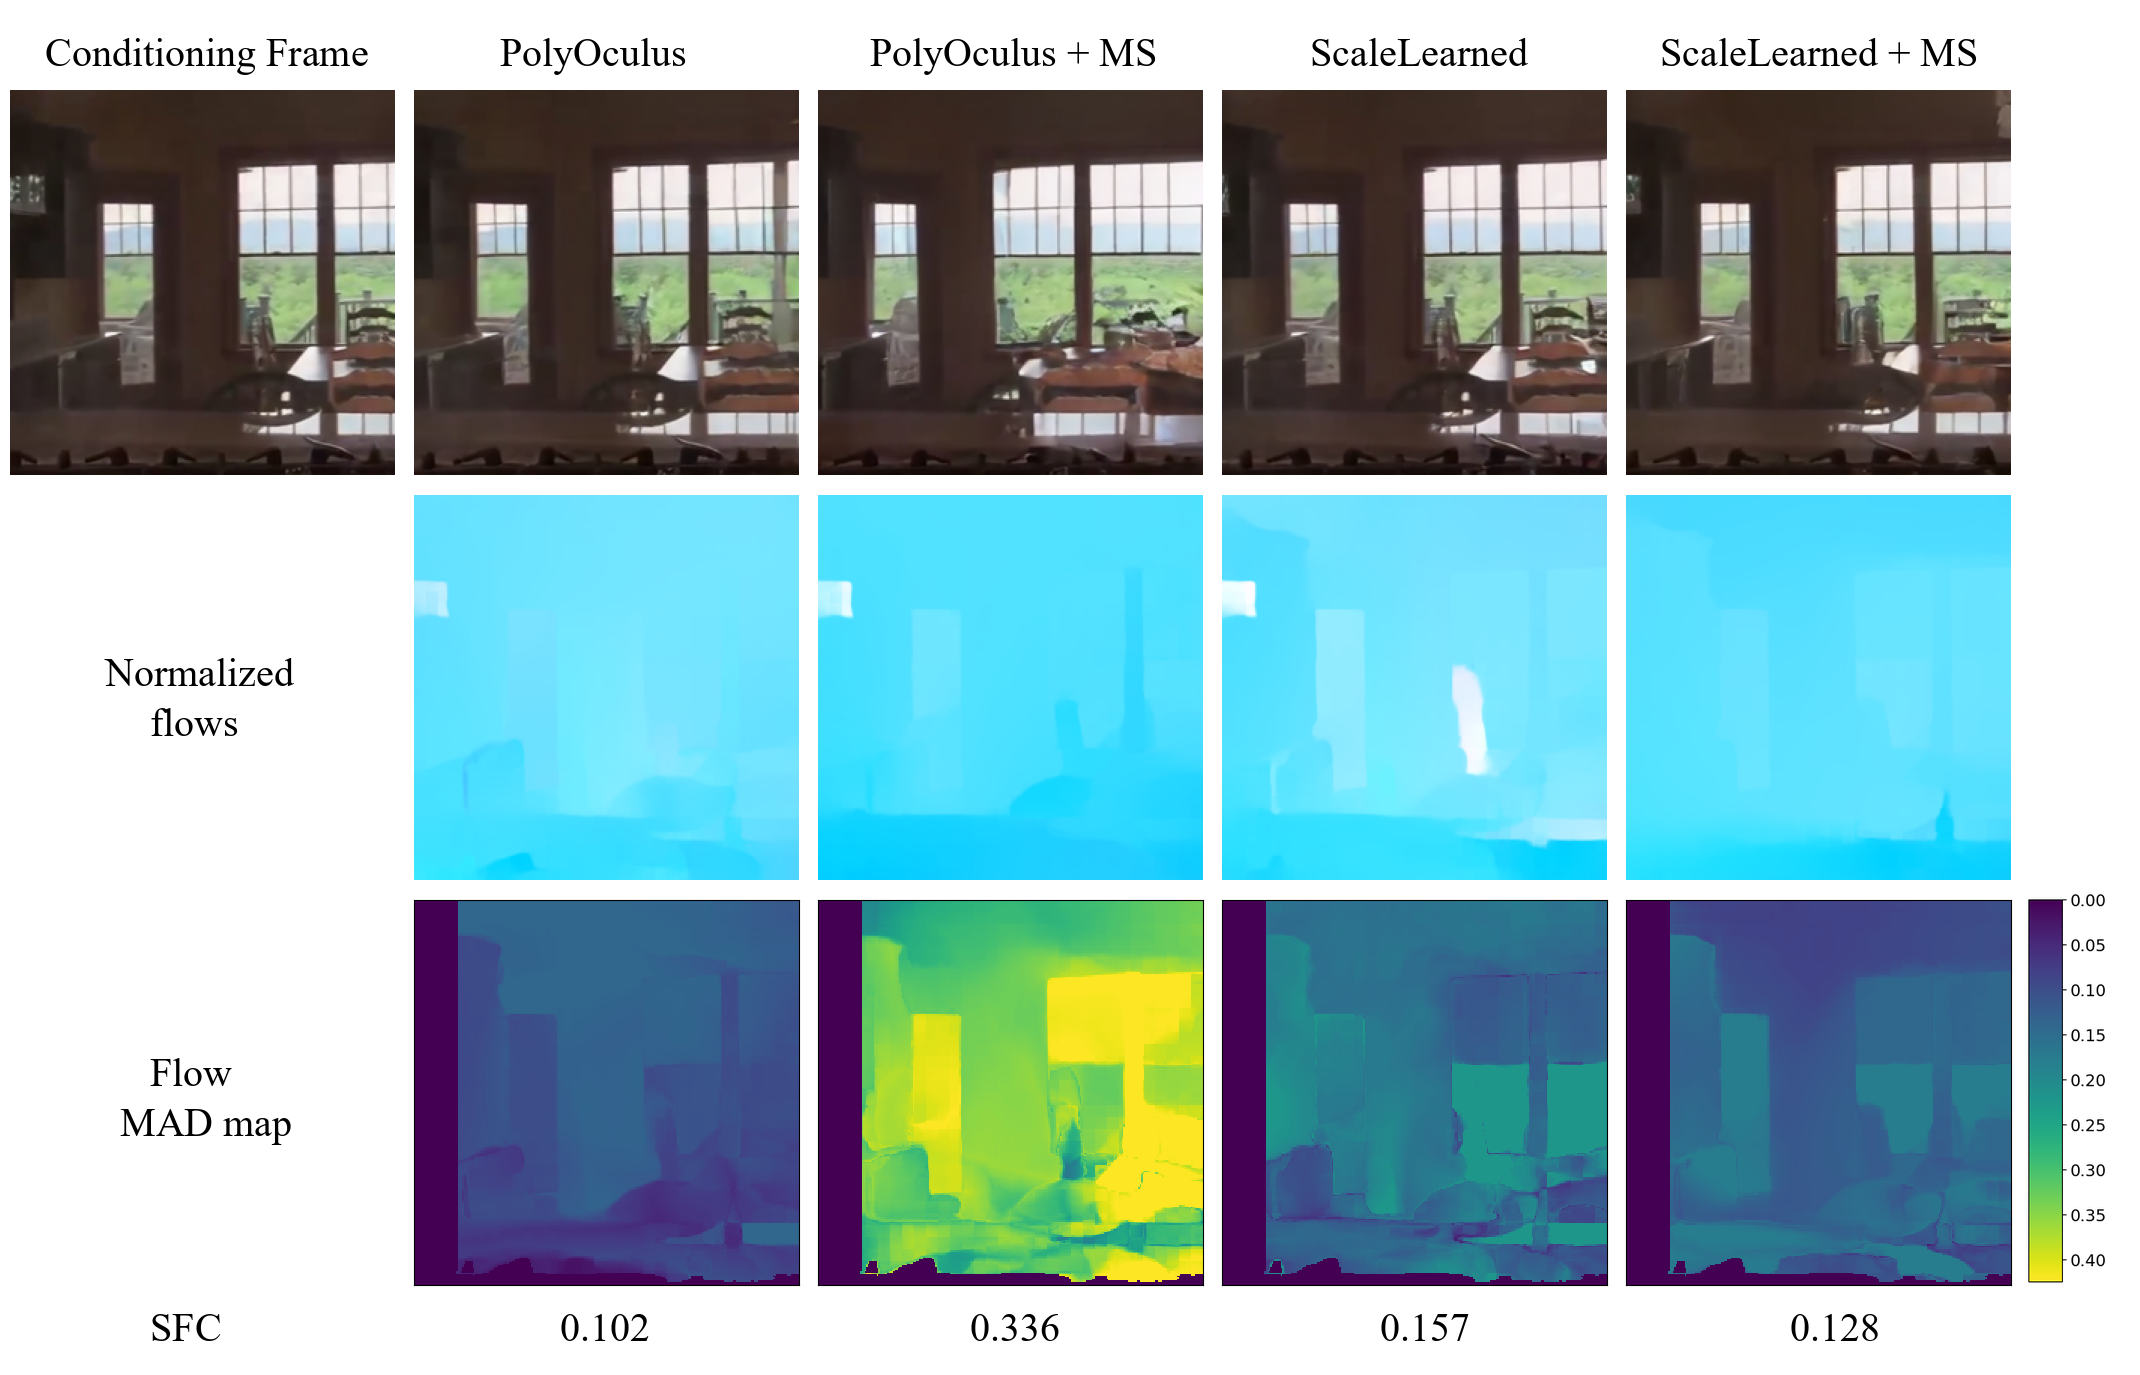 Conditioning Frame
PolyOculus
PolyOculus + MS
ScaleLearned
ScaleLearned + MS
Normalized
flows
Flow
MAD map
0.00
0.05
0.10
0.15
0.20
0.25
0.30
0.35
0.40
SFC
0.102
0.336
0.157
0.128